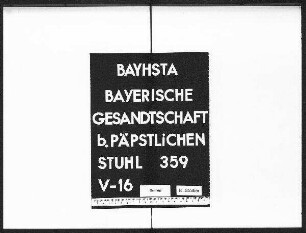 BAYHSTA
BAYERISCHE
GESANDTSCHAFT
b. PÄPSTLiCHEN
STUHL 359
V-16